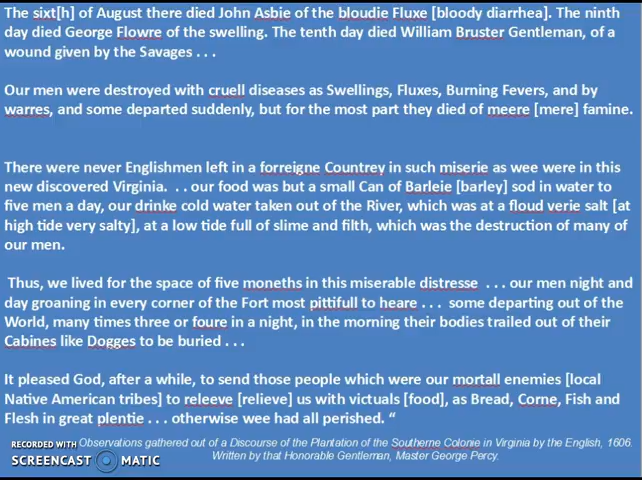 The sixt[h] of August there died John Asbie of the bloudie Fluxe [bloody diarrhea]. The ninth
day died George Flowre of the swelling. The tenth day died William Bruster Gentleman, of a
wound given by the Savages . . .
Our men were destroyed with cruell diseases as Swellings, Fluxes, Burning Fevers, and by
warres, and some departed suddenly, but for the most part they died of meere [mere] famine.
There were never Englishmen left in a forreigne Countrey in such miserie as wee were in this
new discovered Virginia. . . our food was but a small Can of Barleie [barley] sod in water to
five men a day, our drinke cold water taken out of the River, which was at a floud verie salt [at
high tide very salty], at a low tide full of slime and filth, which was the destruction of many of
our men.
Thus, we lived for the space of five moneths in this miserable distresse . . . our men night and
day groaning in every corner of the Fort most pittifull to heare . . . some departing out of the
World, many times three or foure in a night, in the morning their bodies trailed out of their
Cabines like Dogges to be buried . . .
It pleased God, after a while, to send those people which were our mortall enemies [local
Native American tribes] to releeve [relieve] us with victuals [food], as Bread, Corne, Fish and
Flesh in great plentie . . . otherwise wee had all perished. “
Observations gathered out of a Discourse of the Plantation of the Southerne Colonie in Virginia by the English, 1606.
Written by that Honorable Gentleman, Master George Percy.
RECORDED WITH
SCREENCAST MATIC